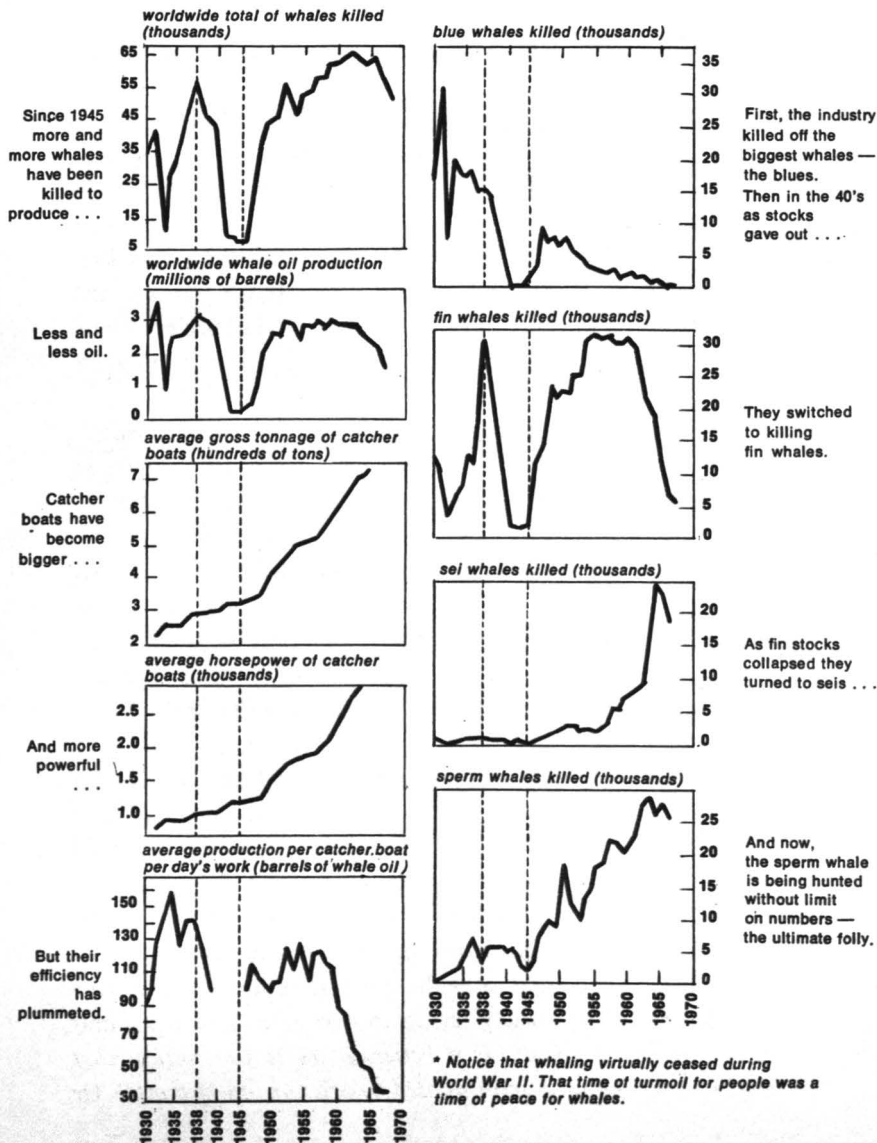 worldwide total of whales killed
(thousands)
65
55
45
35
25
15
5
Since 1945
more and
more whales
have been
killed to
produce . . .
worldwide whale oil production
(millions of barrels)
3
2
1
0
Less and
less oil.
average gross tonnage of catcher
boats (hundreds of tons)
7
6
5
4
3
2
Catcher
boats have
become
bigger . . .
average horsepower of catcher
boats (thousands)
2.5
2.0
1.5
1.0
And more
powerful
. . .
average production per catcher boat
per day's work (barrels of whale oil)
150
130
110
90
70
50
30
But their
efficiency
has
plummeted.
1930
1935
1938
1940
1945
1950
1955
1960
1965
1970
blue whales killed (thousands)
35
30
25
20
15
10
5
0
First, the industry
killed off the
biggest whales —
the blues.
Then in the 40's
as stocks
gave out . . .
fin whales killed (thousands)
30
25
20
15
10
5
0
They switched
to killing
fin whales.
sei whales killed (thousands)
20
15
10
5
0
As fin stocks
collapsed they
turned to seis . . .
sperm whales killed (thousands)
25
20
15
10
5
0
And now,
the sperm whale
is being hunted
without limit
on numbers —
the ultimate folly.
1930
1935
1938
1940
1945
1950
1955
1960
1965
1970
* Notice that whaling virtually ceased during
World War II. That time of turmoil for people was a
time of peace for whales.